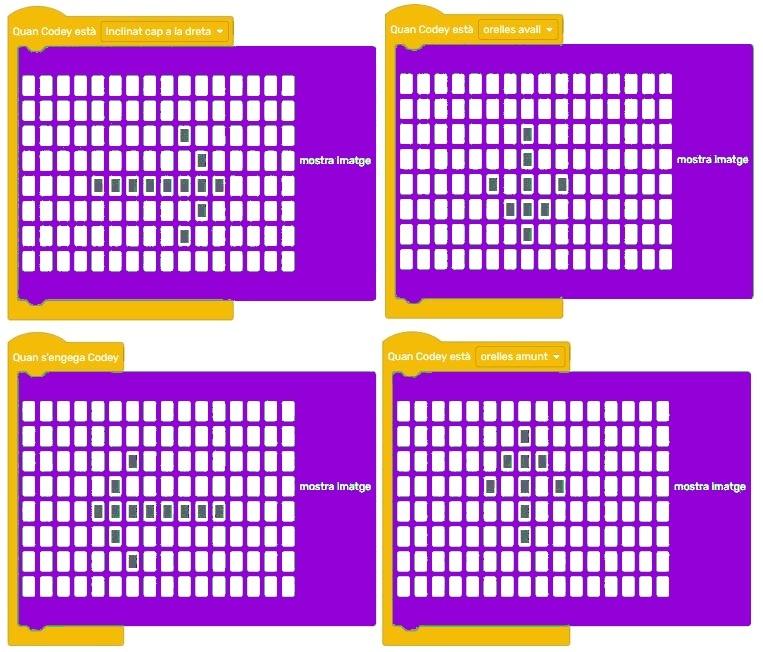 Quan Codey està inclinat cap a la dreta
mostra imatge
Quan Codey està orelles avall
mostra imatge
Quan s'engega Codey
mostra imatge
Quan Codey està orelles amunt
mostra imatge